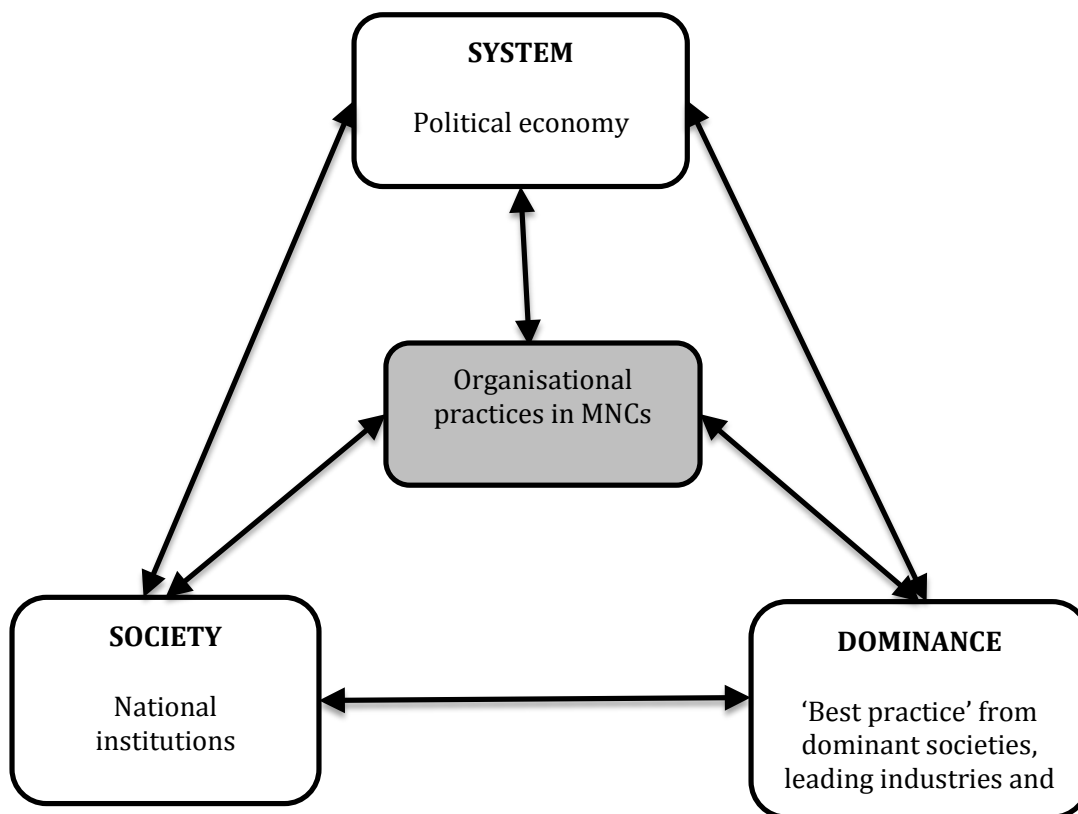 SYSTEM
Political economy
Organisational
practices in MNCs
SOCIETY
National
institutions
DOMINANCE
‘Best practice’ from
dominant societies,
leading industries and